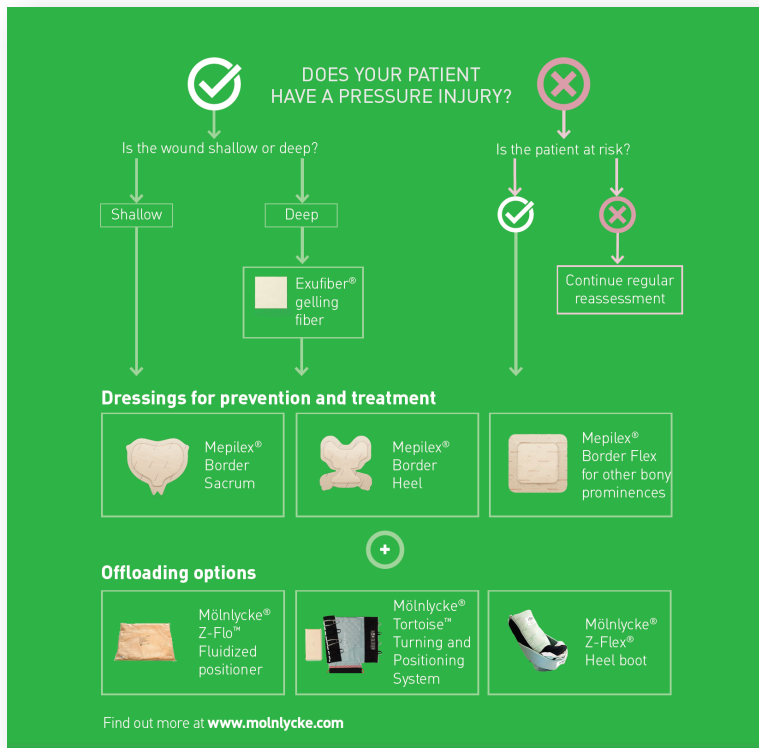 DOES YOUR PATIENT
HAVE A PRESSURE INJURY?
Is the wound shallow or deep?
Is the patient at risk?
Shallow
Deep
Exufiber®
gelling
fiber
Continue regular
reassessment
Dressings for prevention and treatment
Mepilex®
Border
Sacrum
Mepilex®
Border
Heel
Mepilex®
Border Flex
for other bony
prominences
+
Offloading options
Mölnlycke®
Z-Flo™
Fluidized
positioner
Mölnlycke®
Tortoise™
Turning and
Positioning
System
Mölnlycke®
Z-Flex®
Heel boot
Find out more at www.molnlycke.com